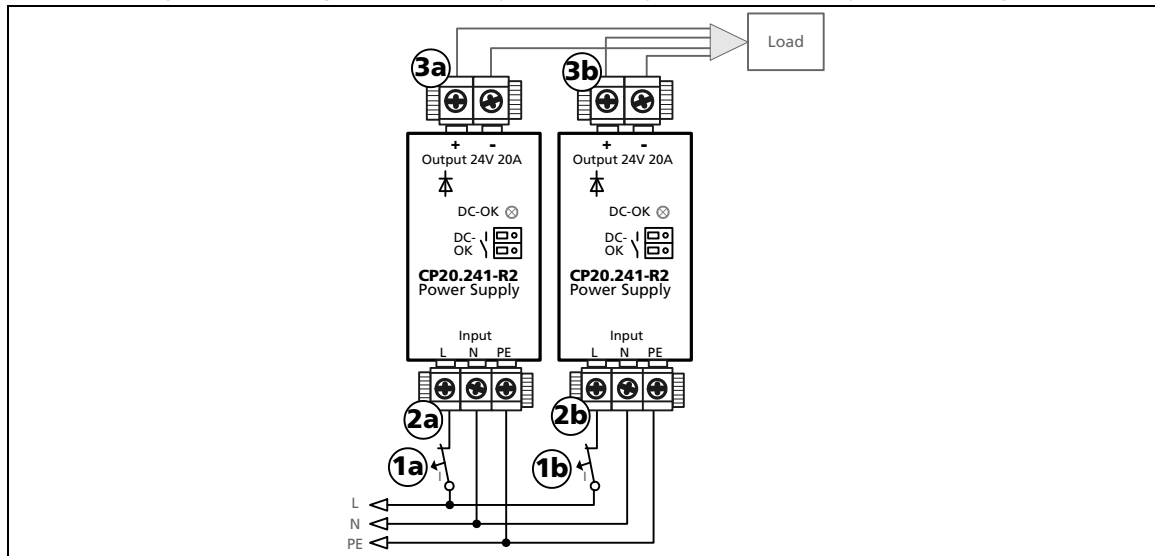 Load
3a
3b
+ -
Output 24V 20A
DC-OK
DC-
OK
CP20.241-R2
Power Supply
Input
L N PE
+ -
Output 24V 20A
DC-OK
DC-
OK
CP20.241-R2
Power Supply
Input
L N PE
2a
2b
1a
I
1b
I
L
N
PE